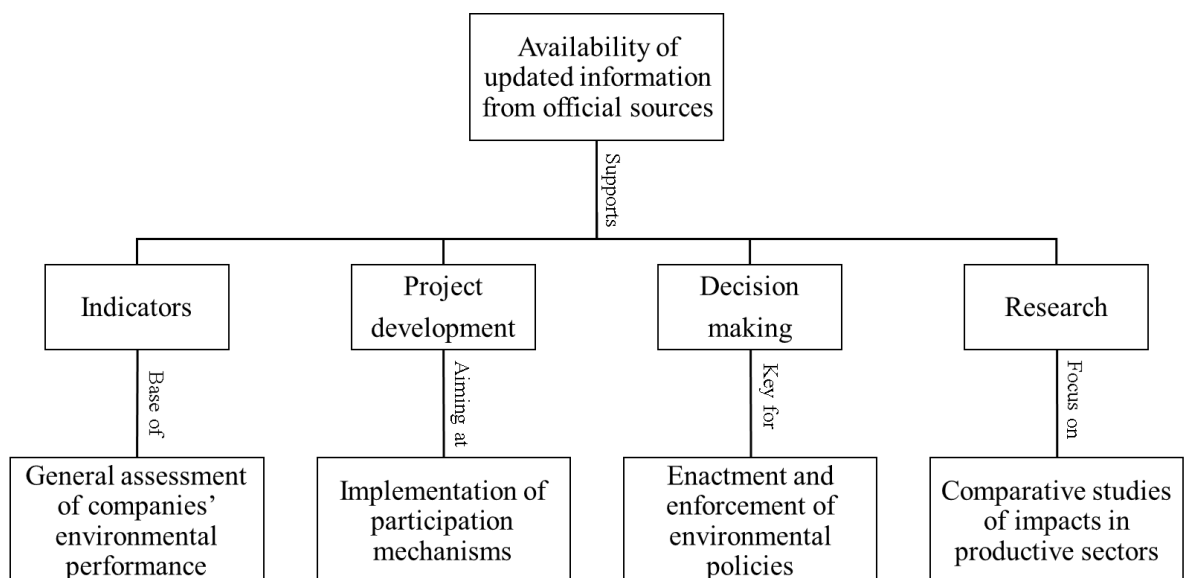 Availability of
updated information
from official sources
Supports
Indicators
Project
development
Decision
making
Research
Base of
Aiming at
Key for
Focus on
General assessment
of companies’
environmental
performance
Implementation of
participation
mechanisms
Enactment and
enforcement of
environmental
policies
Comparative studies
of impacts in
productive sectors